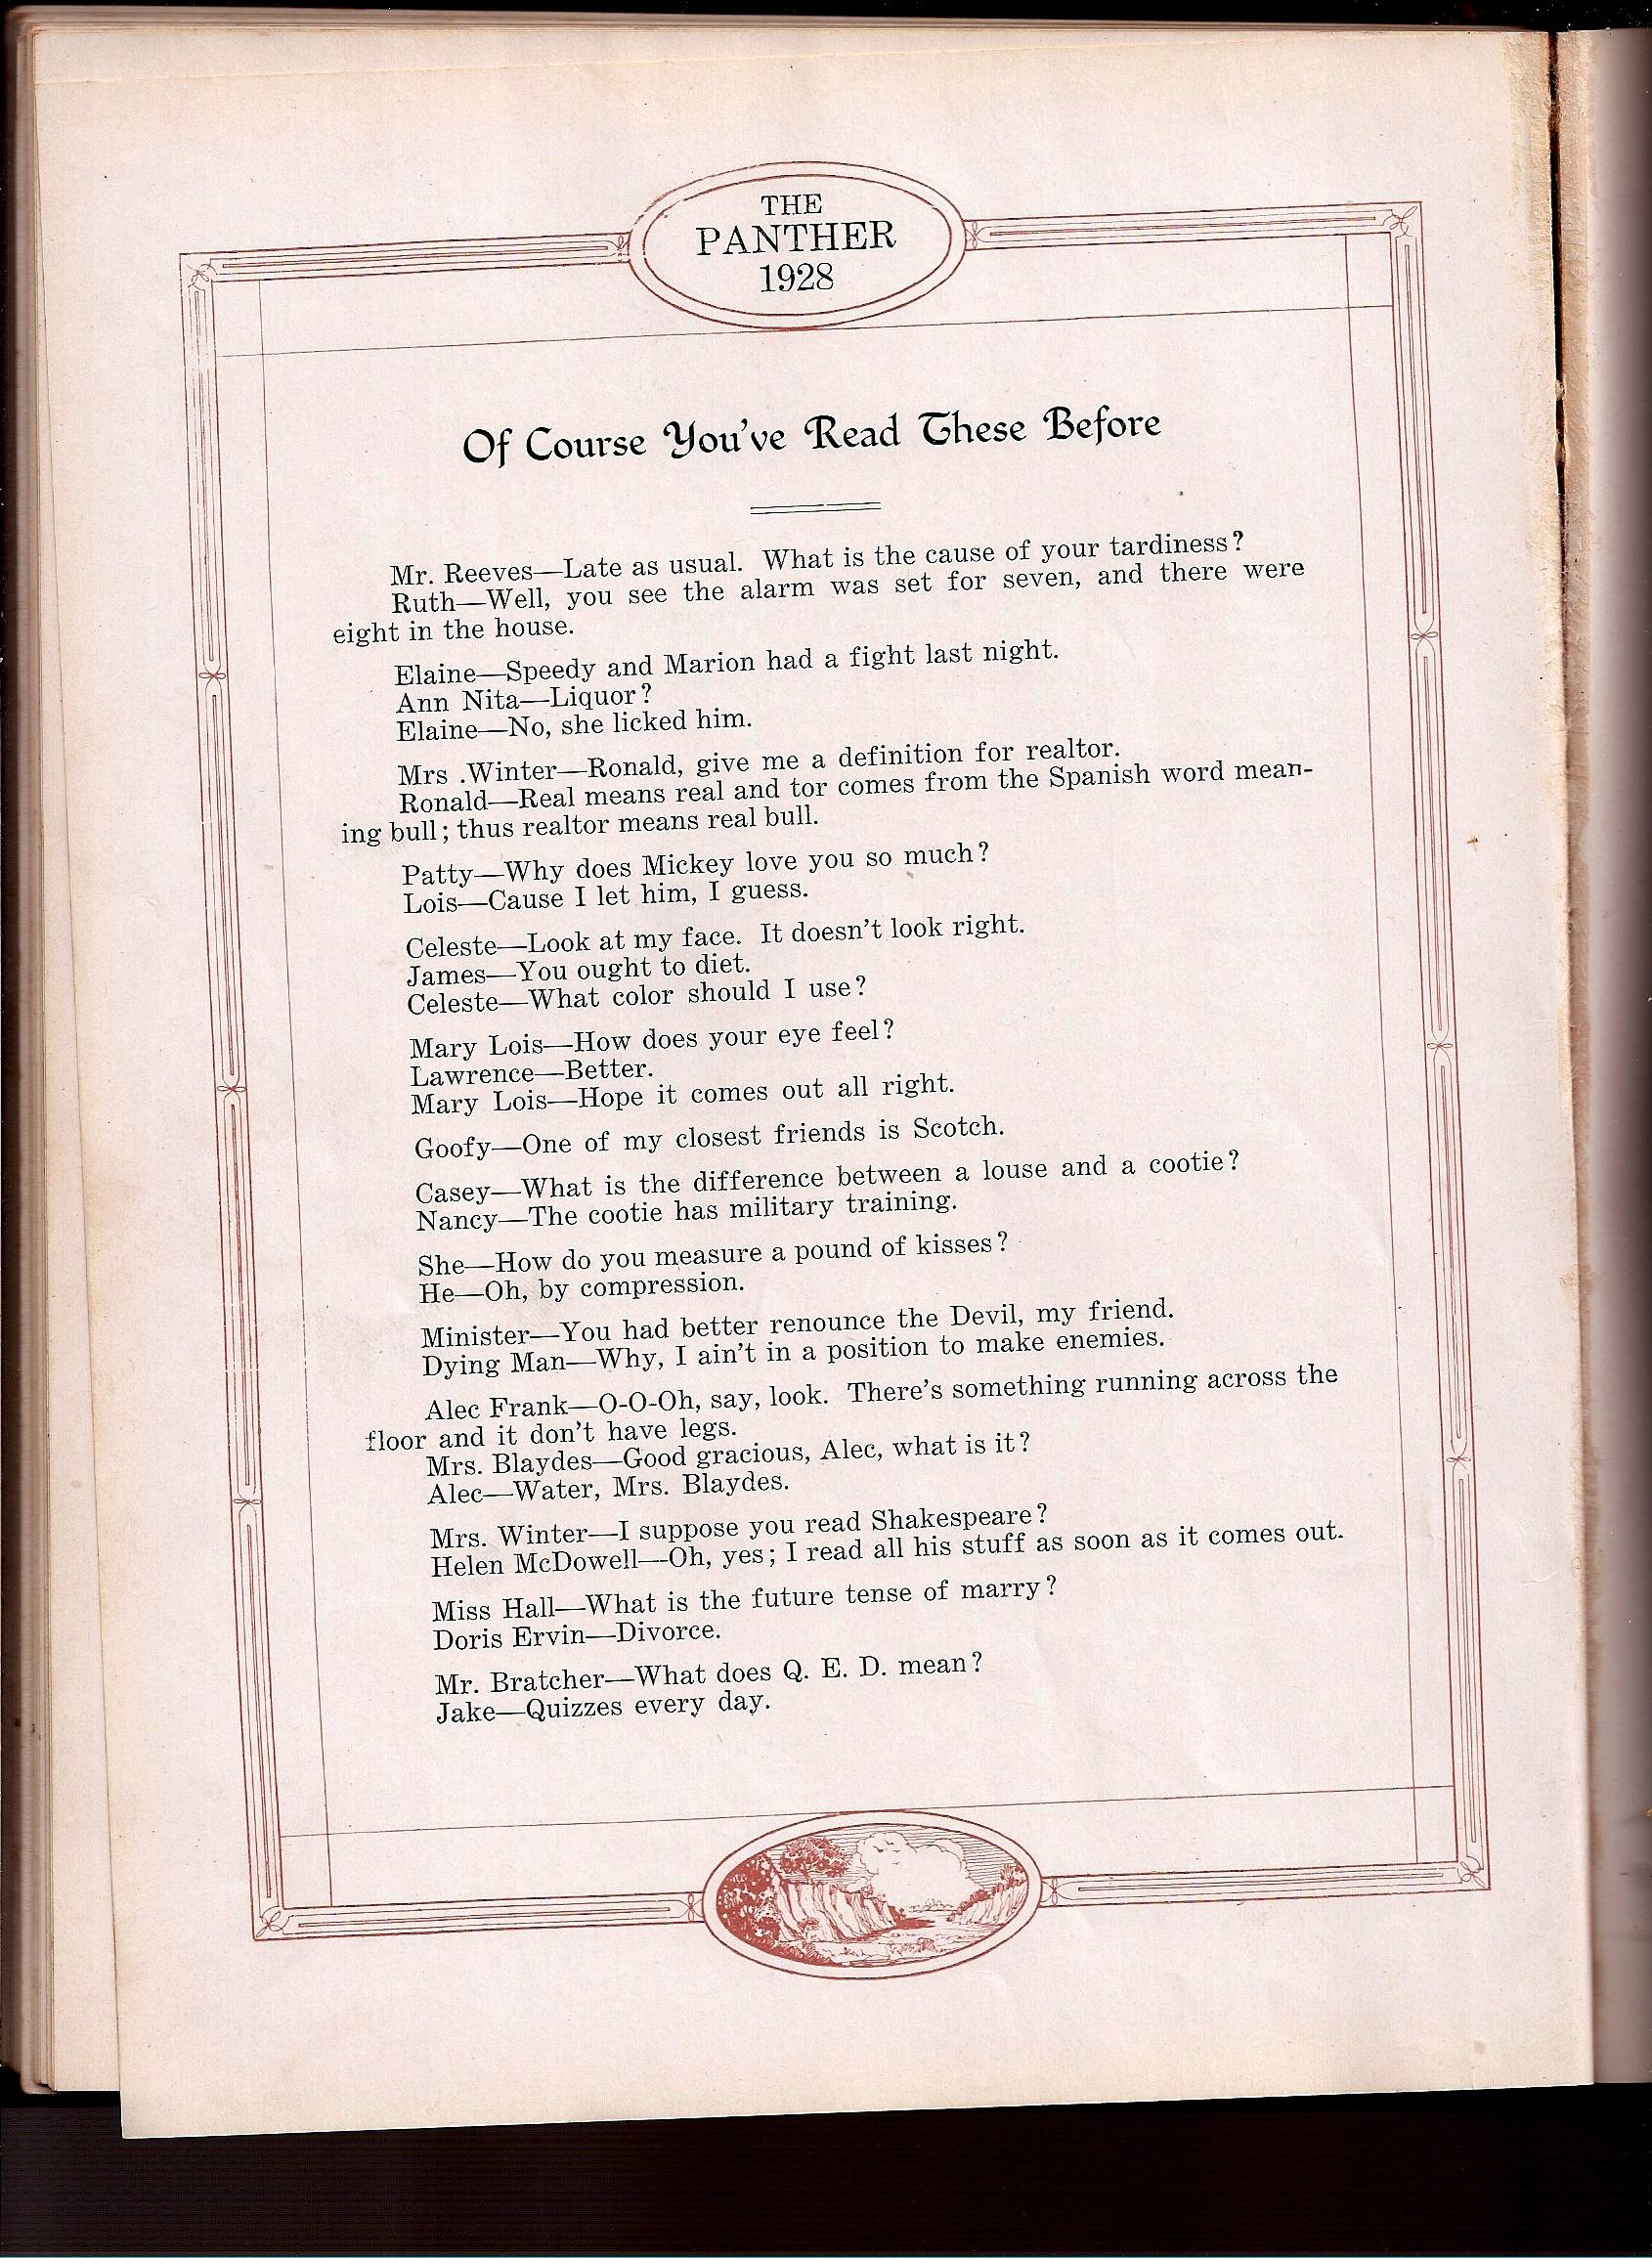 THE
PANTHER
1928
Of Course You've Read These Before
Mr. Reeves—Late as usual. What is the cause of your tardiness?
Ruth—Well, you see the alarm was set for seven, and there were
eight in the house.
Elaine—Speedy and Marion had a fight last night.
Ann Nita—Liquor?
Elaine—No, she licked him.
Mrs .Winter—Ronald, give me a definition for realtor.
Ronald—Real means real and tor comes from the Spanish word mean-
ing bull; thus realtor means real bull.
Patty—Why does Mickey love you so much?
Lois—Cause I let him, I guess.
Celeste—Look at my face. It doesn't look right.
James—You ought to diet.
Celeste—What color should I use?
Mary Lois—How does your eye feel?
Lawrence—Better.
Mary Lois—Hope it comes out all right.
Goofy—One of my closest friends is Scotch.
Casey—What is the difference between a louse and a cootie?
Nancy—The cootie has military training.
She—How do you measure a pound of kisses?
He—Oh, by compression.
Minister—You had better renounce the Devil, my friend.
Dying Man—Why, I ain't in a position to make enemies.
Alec Frank—O-O-Oh, say, look. There's something running across the
floor and it don't have legs.
Mrs. Blaydes—Good gracious, Alec, what is it?
Alec—Water, Mrs. Blaydes.
Mrs. Winter—I suppose you read Shakespeare?
Helen McDowell—Oh, yes; I read all his stuff as soon as it comes out.
Miss Hall—What is the future tense of marry?
Doris Ervin—Divorce.
Mr. Bratcher—What does Q. E. D. mean?
Jake—Quizzes every day.